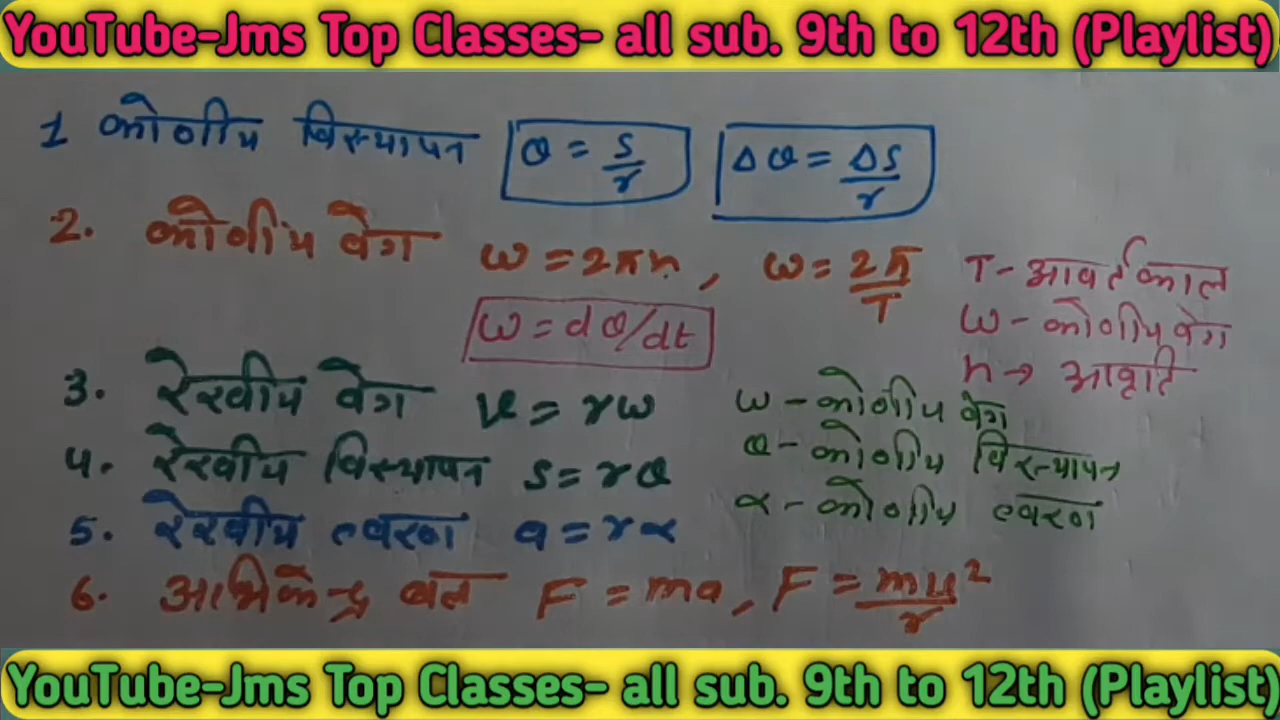 YouTube-Jms Top Classes- all sub. 9th to 12th (Playlist)
1 कोणीय विस्थापन θ = s/r Δθ = Δs/r
2. कोणीय वेग ω = 2πn, ω = 2π/T
T - आवर्तकाल
ω = dθ/dt
ω - कोणीय वेग
n → आवृत्ति
3. रेखीय वेग v = rω
ω - कोणीय वेग
4. रेखीय विस्थापन s = rθ
θ - कोणीय विस्थापन
5. रेखीय त्वरण a = rα
α - कोणीय त्वरण
6. अभिकेन्द्र बल F = ma, F = mv²/r
YouTube-Jms Top Classes- all sub. 9th to 12th (Playlist)